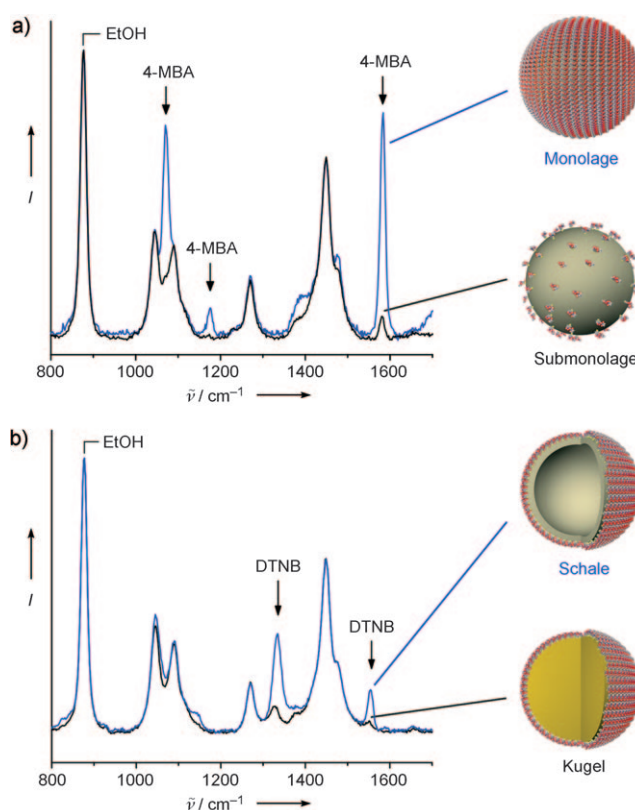 a)
EtOH
4-MBA
4-MBA
4-MBA
I
Monolage
Submonolage
800 1000 1200 1400 1600
ν̃ / cm⁻¹
b)
EtOH
DTNB
DTNB
I
Schale
Kugel
800 1000 1200 1400 1600
ν̃ / cm⁻¹